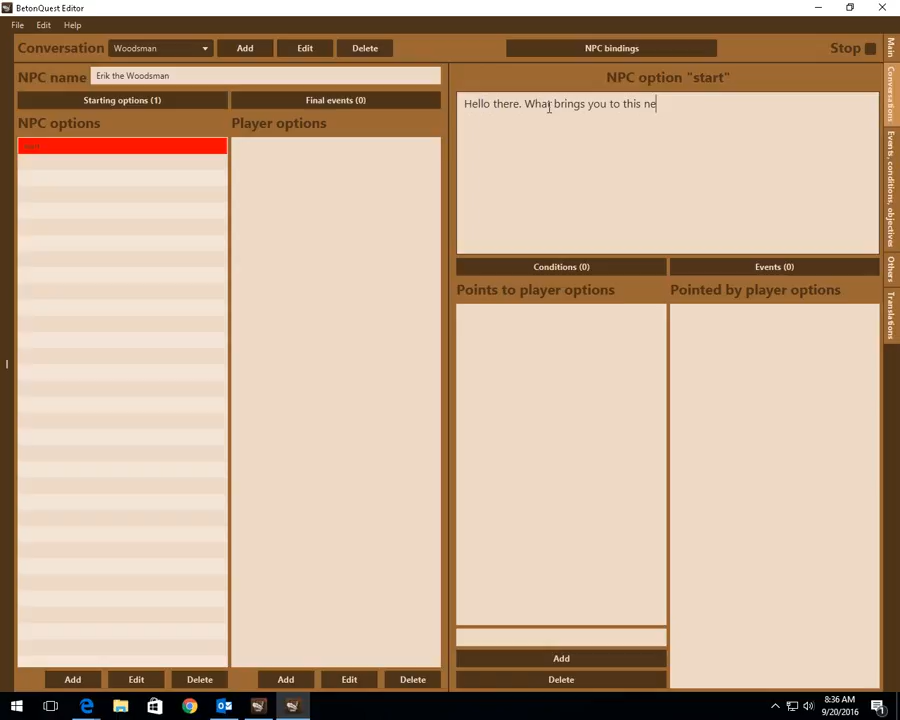 BetonQuest Editor
File Edit Help
Conversation Woodsman Add Edit Delete NPC bindings Stop
Main
Conversations
Events, conditions, objectives
Others
Translations
NPC name Erik the Woodsman
Starting options (1) Final events (0)
NPC options Player options
start
Add Edit Delete Add Edit Delete
NPC option "start"
Hello there. What brings you to this ne
Conditions (0) Events (0)
Points to player options Pointed by player options
Add
Delete
8:36 AM
9/20/2016
1